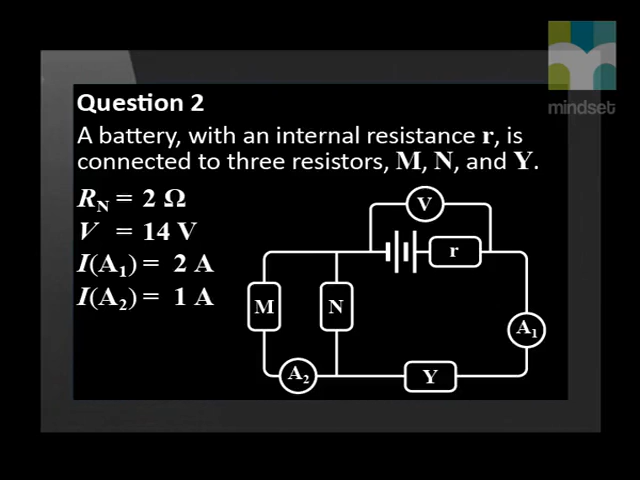 mindset
Question 2
A battery, with an internal resistance r, is
connected to three resistors, M, N, and Y.
R_N = 2 Ω
V = 14 V
I(A₁) = 2 A
I(A₂) = 1 A
V
r
M
N
A₁
A₂
Y